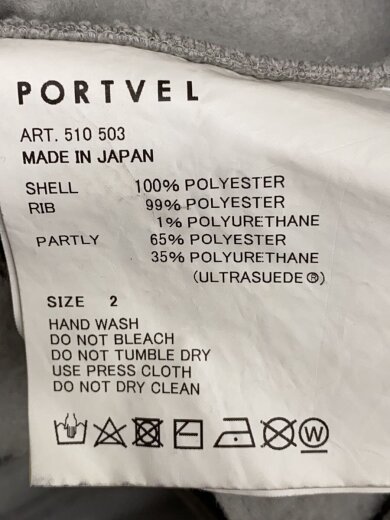 PORTVEL
ART. 510 503
MADE IN JAPAN
SHELL 100% POLYESTER
RIB 99% POLYESTER
1% POLYURETHANE
PARTLY 65% POLYESTER
35% POLYURETHANE
(ULTRASUEDE®)
SIZE 2
HAND WASH
DO NOT BLEACH
DO NOT TUMBLE DRY
USE PRESS CLOTH
DO NOT DRY CLEAN
W